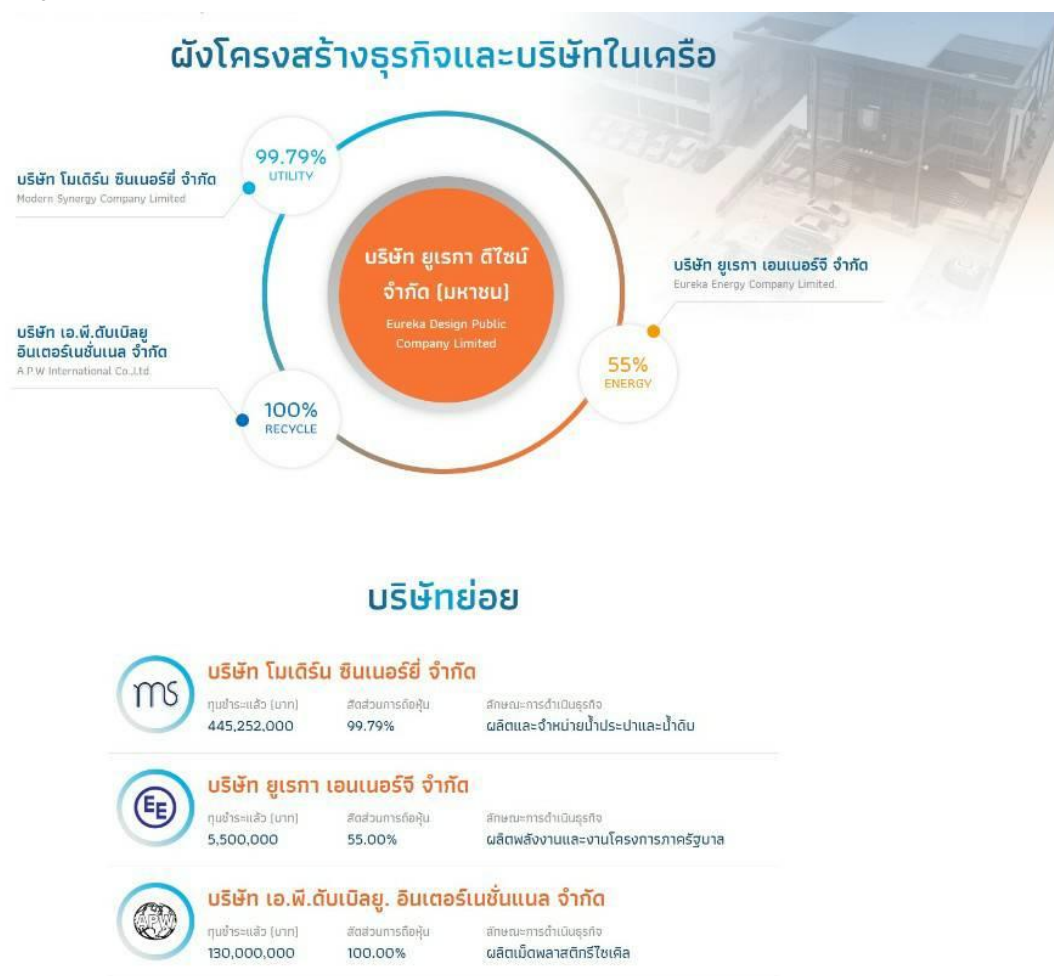 ผังโครงสร้างธุรกิจและบริษัทในเครือ
99.79%
UTILITY
บริษัท โมเดิร์น ซินเนอร์ยี่ จำกัด
Modern Synergy Company Limited
บริษัท ยูเรกา ดีไซน์
จำกัด (มหาชน)
Eureka Design Public
Company Limited
บริษัท ยูเรกา เอนเนอร์จี จำกัด
Eureka Energy Company Limited.
55%
ENERGY
บริษัท เอ.พี.ดับเบิลยู
อินเตอร์เนชั่นเนล จำกัด
A.P.W International Co.,Ltd
100%
RECYCLE
บริษัทย่อย
ms
บริษัท โมเดิร์น ซินเนอร์ยี่ จำกัด
ทุนชำระแล้ว (บาท) สัดส่วนการถือหุ้น ลักษณะการดำเนินธุรกิจ
445,252,000 99.79% ผลิตและจำหน่ายน้ำประปาและน้ำดิบ
EE
บริษัท ยูเรกา เอนเนอร์จี จำกัด
ทุนชำระแล้ว (บาท) สัดส่วนการถือหุ้น ลักษณะการดำเนินธุรกิจ
5,500,000 55.00% ผลิตพลังงานและงานโครงการภาครัฐบาล
APW
บริษัท เอ.พี.ดับเบิลยู. อินเตอร์เนชั่นแนล จำกัด
ทุนชำระแล้ว (บาท) สัดส่วนการถือหุ้น ลักษณะการดำเนินธุรกิจ
130,000,000 100.00% ผลิตเม็ดพลาสติกรีไซเคิล